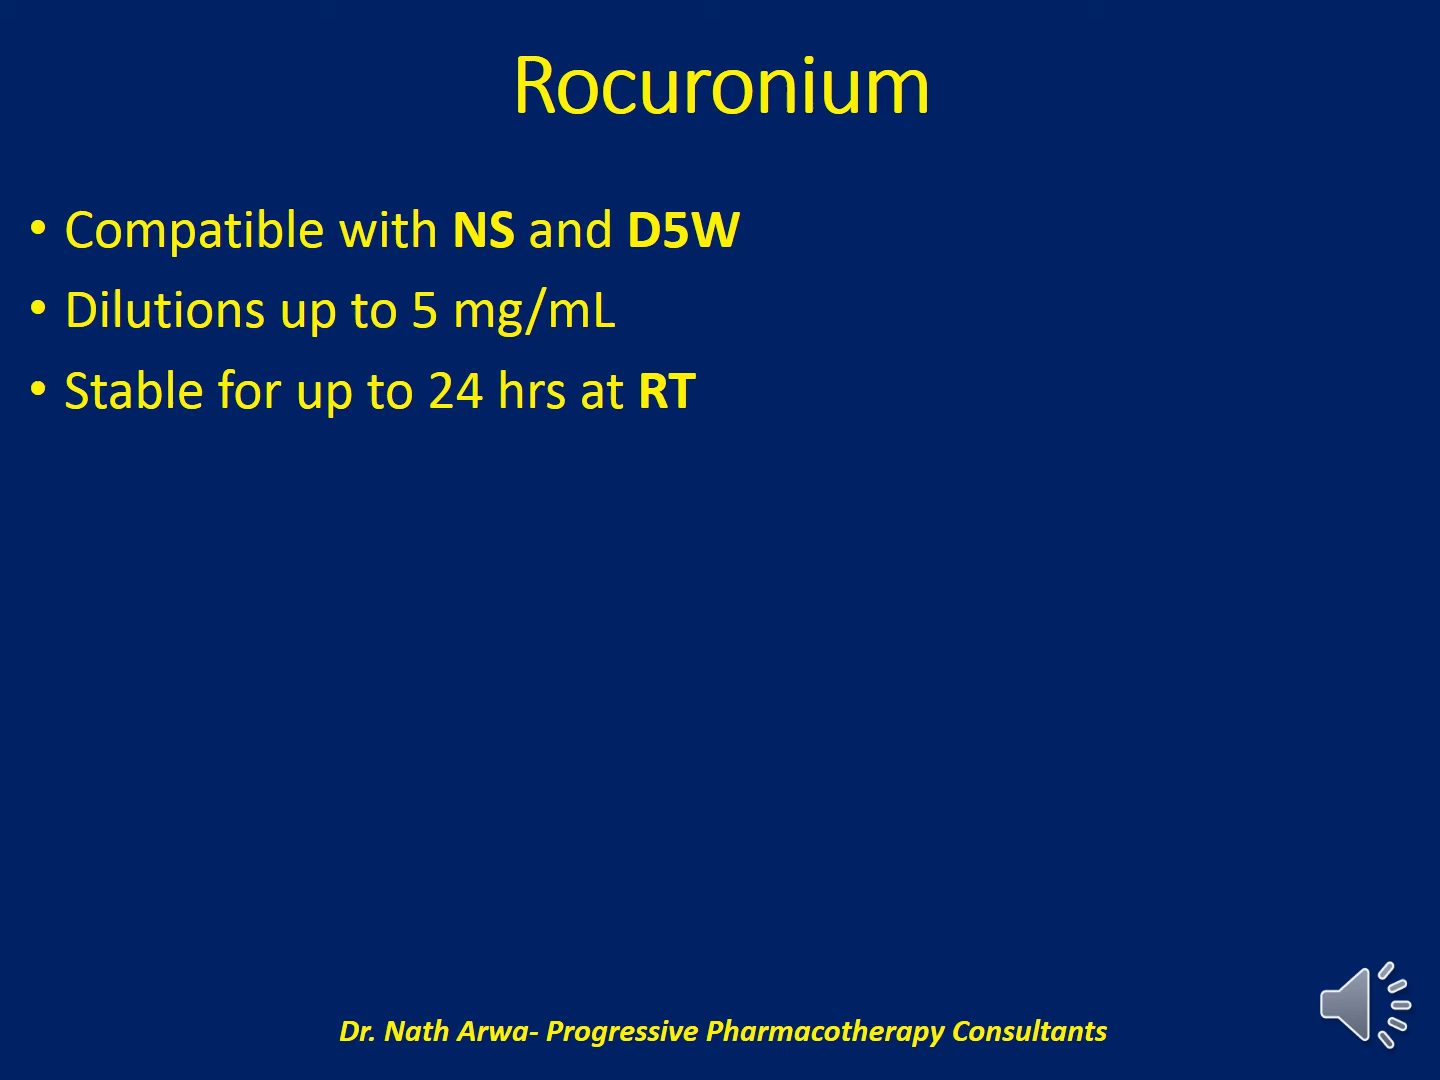 Rocuronium
• Compatible with NS and D5W
• Dilutions up to 5 mg/mL
• Stable for up to 24 hrs at RT
Dr. Nath Arwa- Progressive Pharmacotherapy Consultants